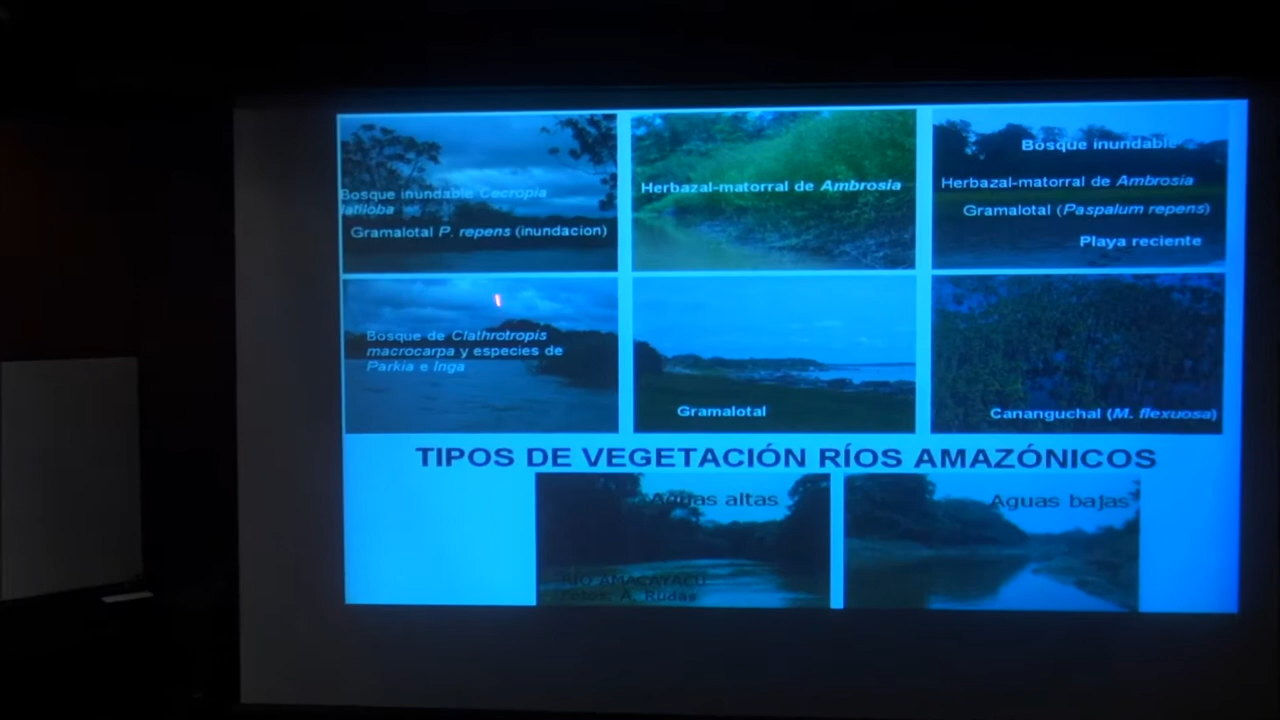 Bosque inundable Cecropia
latiloba
Gramalotal P. repens (inundacion)
Herbazal-matorral de Ambrosia
Bosque inundable
Herbazal-matorral de Ambrosia
Gramalotal (Paspalum repens)
Playa reciente
Bosque de Clathrotropis
macrocarpa y especies de
Parkia e Inga
Gramalotal
Cananguchal (M. flexuosa)
TIPOS DE VEGETACIÓN RÍOS AMAZÓNICOS
Aguas altas
Aguas bajas
RÍO AMACAYACU
Fotos: A. Rudas